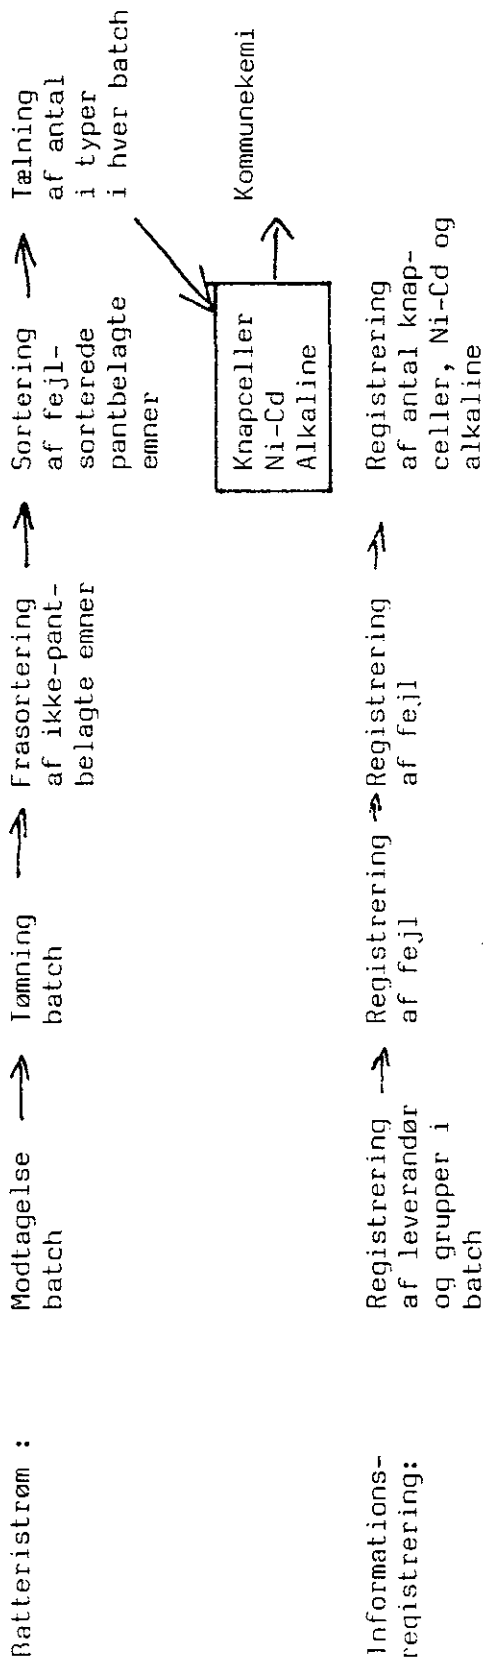 Batteristrøm :
Modtagelse
batch
Tømning
batch
Frasortering
af ikke-pant-
belagte emner
Sortering
af fejl-
sorterede
pantbelagte
emner
Tælning
af antal
i typer
i hver batch
Knapceller
Ni-Cd
Alkaline
Kommunekemi
Informations-
registrering:
Registrering
af leverandør
og grupper i
batch
Registrering
af fejl
Registrering
af fejl
Registrering
af antal knap-
celler, Ni-Cd og
alkaline